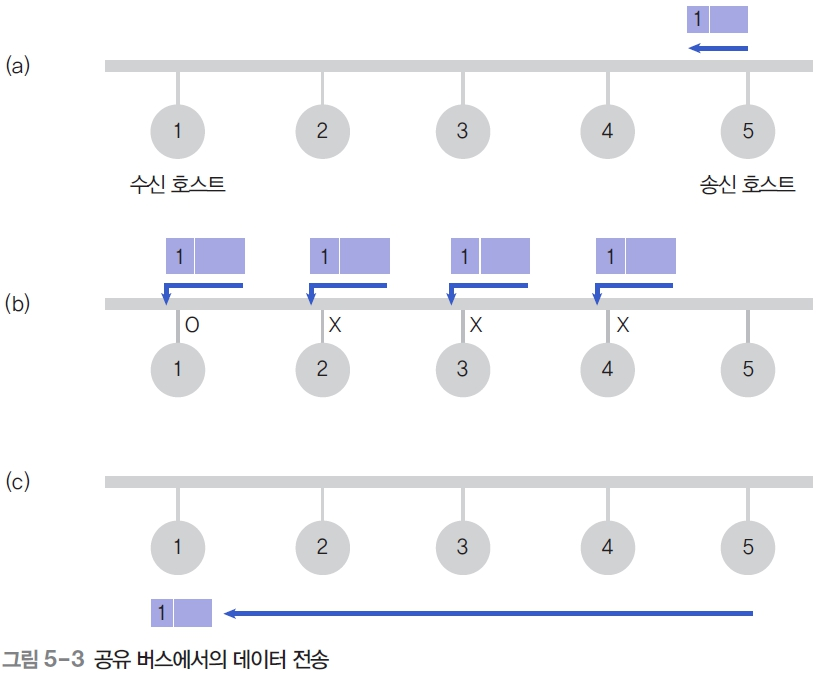 1
(a)
1 2 3 4 5
수신 호스트 송신 호스트
1 1 1 1
(b)
O X X X
1 2 3 4 5
(c)
1 2 3 4 5
1
그림 5-3 공유 버스에서의 데이터 전송